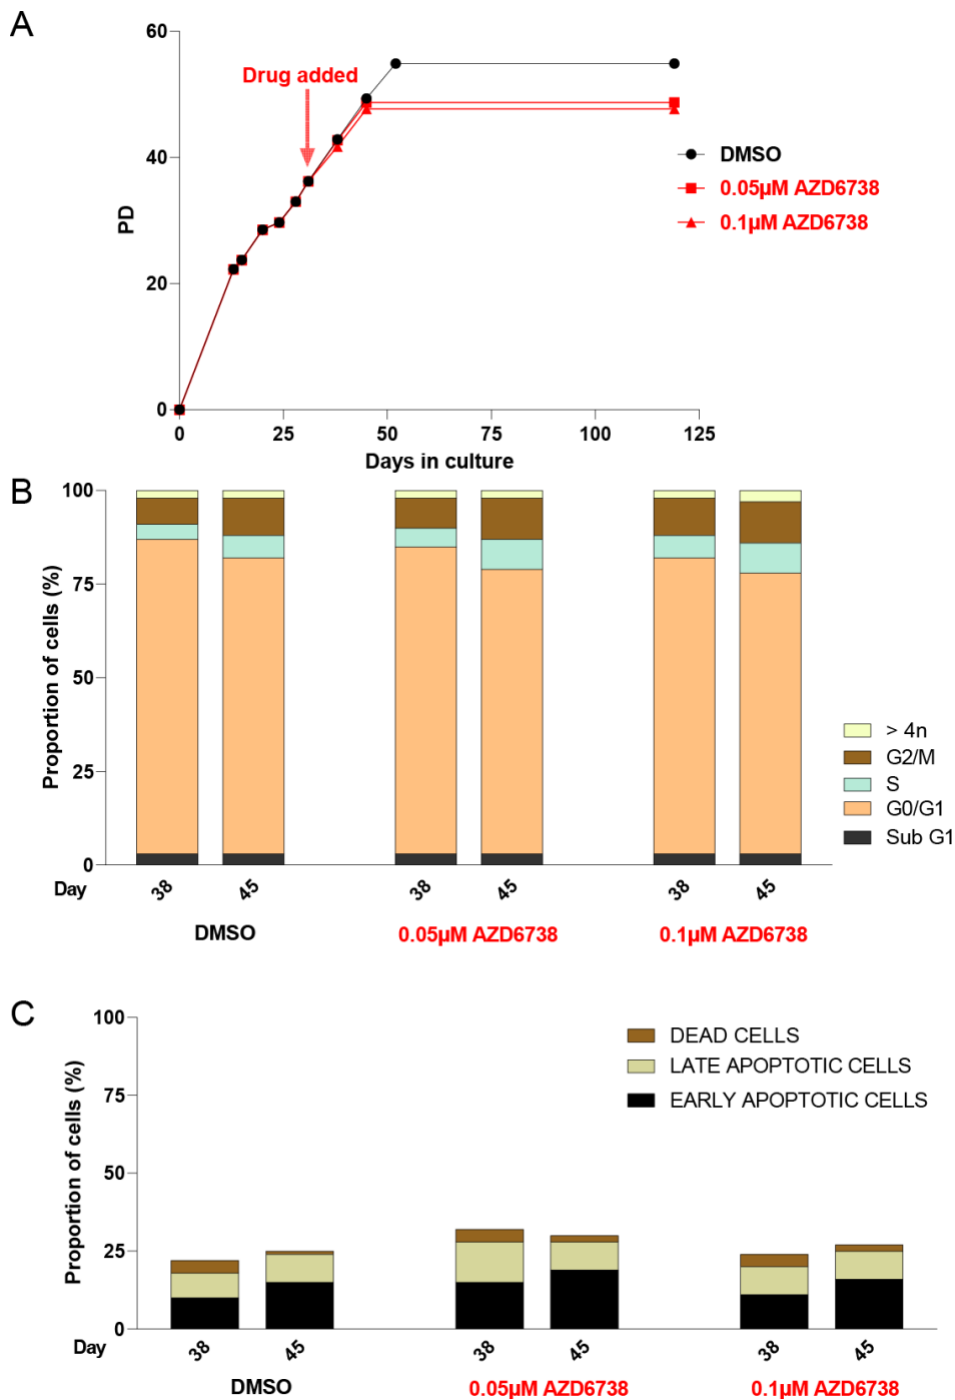 A
60
40
20
0
PD
Drug added
0
25
50
75
100
125
Days in culture
DMSO
0.05µM AZD6738
0.1µM AZD6738
B
100
75
50
25
0
Proportion of cells (%)
> 4n
G2/M
S
G0/G1
Sub G1
Day
38
45
38
45
38
45
DMSO
0.05µM AZD6738
0.1µM AZD6738
C
100
75
50
25
0
Proportion of cells (%)
DEAD CELLS
LATE APOPTOTIC CELLS
EARLY APOPTOTIC CELLS
Day
38
45
38
45
38
45
DMSO
0.05µM AZD6738
0.1µM AZD6738